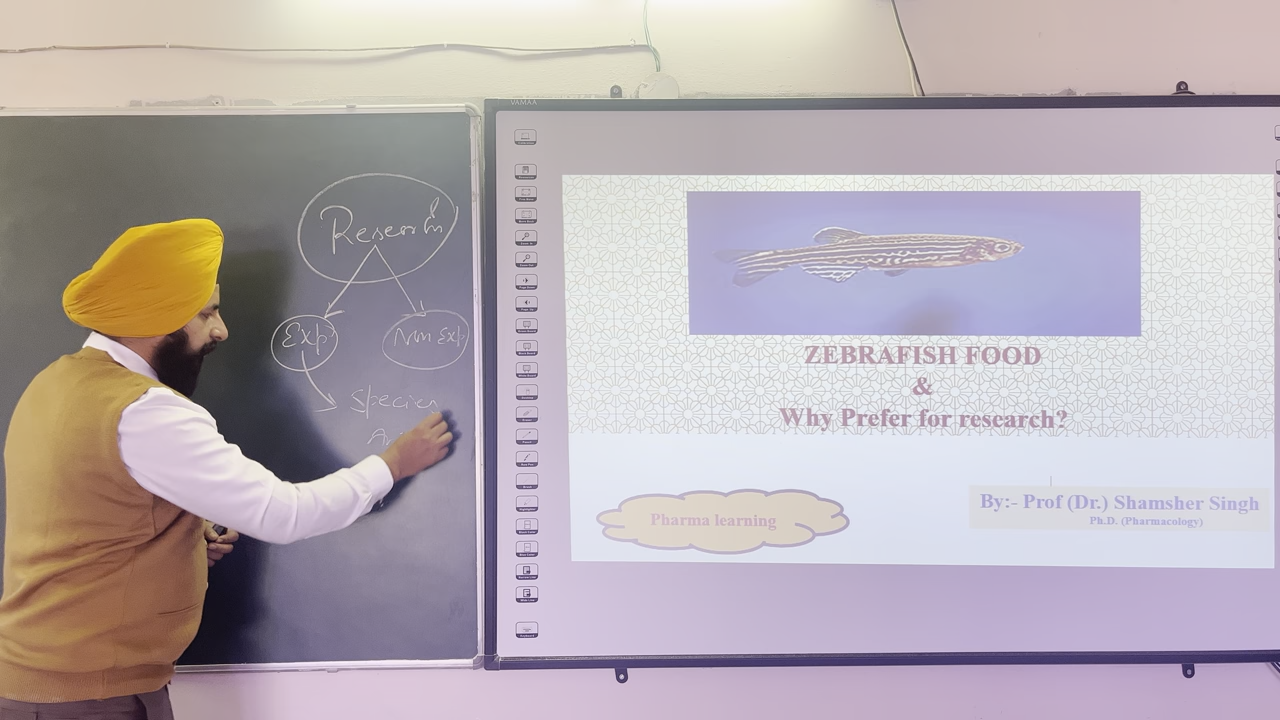 VAMAA
Research
Exp
Non Exp
Species
ZEBRAFISH FOOD
&
Why Prefer for research?
Pharma learning
By:- Prof (Dr.) Shamsher Singh
Ph.D. (Pharmacology)